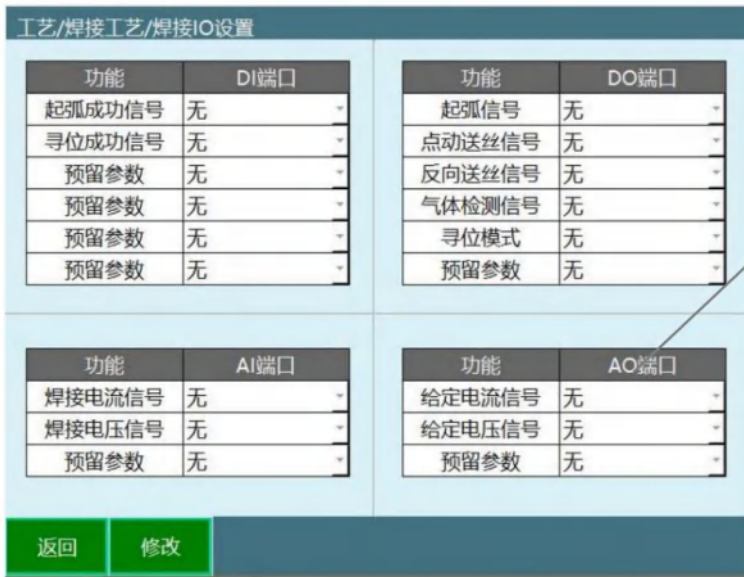 工艺/焊接工艺/焊接IO设置
功能 DI端口
起弧成功信号 无
寻位成功信号 无
预留参数 无
预留参数 无
预留参数 无
预留参数 无
功能 DO端口
起弧信号 无
点动送丝信号 无
反向送丝信号 无
气体检测信号 无
寻位模式 无
预留参数 无
功能 AI端口
焊接电流信号 无
焊接电压信号 无
预留参数 无
功能 AO端口
给定电流信号 无
给定电压信号 无
预留参数 无
返回 修改